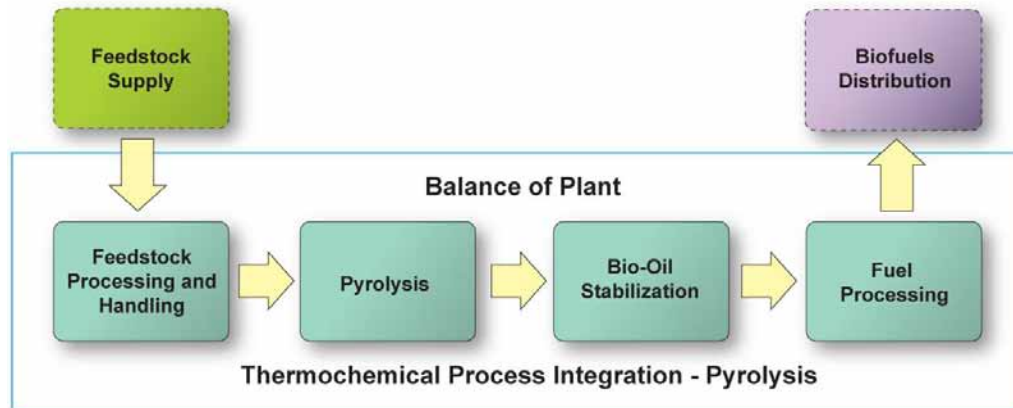 Feedstock
Supply
Biofuels
Distribution
Balance of Plant
Feedstock
Processing and
Handling
Pyrolysis
Bio-Oil
Stabilization
Fuel
Processing
Thermochemical Process Integration - Pyrolysis